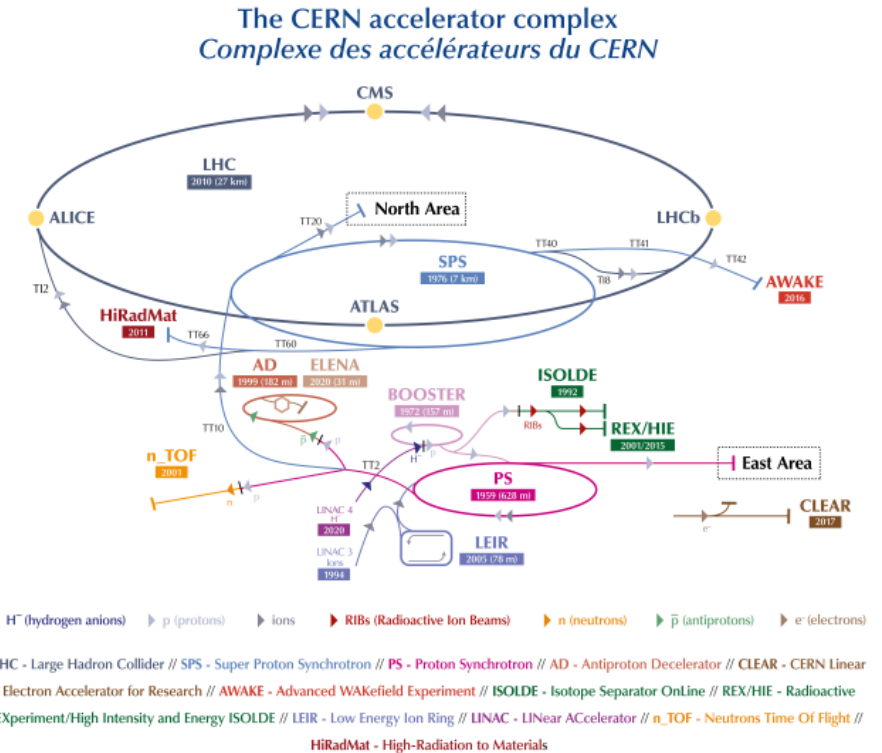 The CERN accelerator complex
Complexe des accélérateurs du CERN
CMS
LHC
2010 (27 km)
North Area
TT20
ALICE
LHCb
TT40
TT41
TT42
SPS
1976 (7 km)
TI8
TI2
AWAKE
2016
ATLAS
HiRadMat
2011
TT66
TT60
AD
1999 (182 m)
ELENA
2020 (31 m)
ISOLDE
1992
BOOSTER
1972 (157 m)
RIBs
REX/HIE
2001/2015
TT10
p̅
p
n_TOF
2001
TT2
H⁻
p
East Area
PS
1959 (628 m)
n
p
LINAC 4
H⁻
2020
CLEAR
2017
e⁻
LINAC 3
Ions
1994
LEIR
2005 (78 m)
H⁻ (hydrogen anions) p (protons) ions RIBs (Radioactive Ion Beams) n (neutrons) p̅ (antiprotons) e⁻ (electrons)
HC - Large Hadron Collider // SPS - Super Proton Synchrotron // PS - Proton Synchrotron // AD - Antiproton Decelerator // CLEAR - CERN Linear
Electron Accelerator for Research // AWAKE - Advanced WAKefield Experiment // ISOLDE - Isotope Separator OnLine // REX/HIE - Radioactive
EXperiment/High Intensity and Energy ISOLDE // LEIR - Low Energy Ion Ring // LINAC - LINear ACcelerator // n_TOF - Neutrons Time Of Flight //
HiRadMat - High-Radiation to Materials